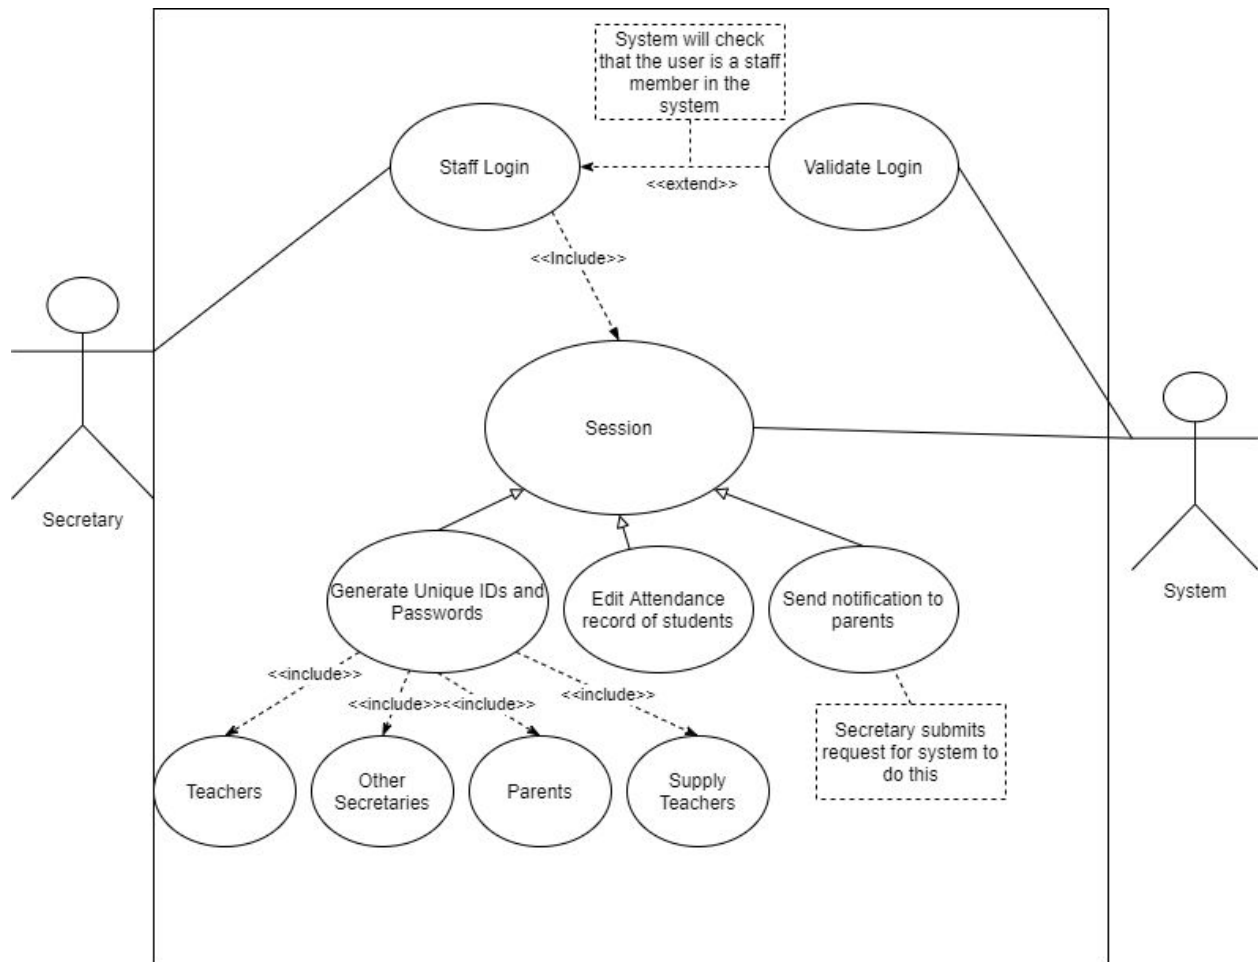 System will check
that the user is a staff
member in the
system
Staff Login
Validate Login
<<extend>>
<<Include>>
Session
Secretary
System
Generate Unique IDs and
Passwords
Edit Attendance
record of students
Send notification to
parents
<<include>>
<<include>>
<<include>>
<<include>>
Secretary submits
request for system to
do this
Teachers
Other
Secretaries
Parents
Supply
Teachers